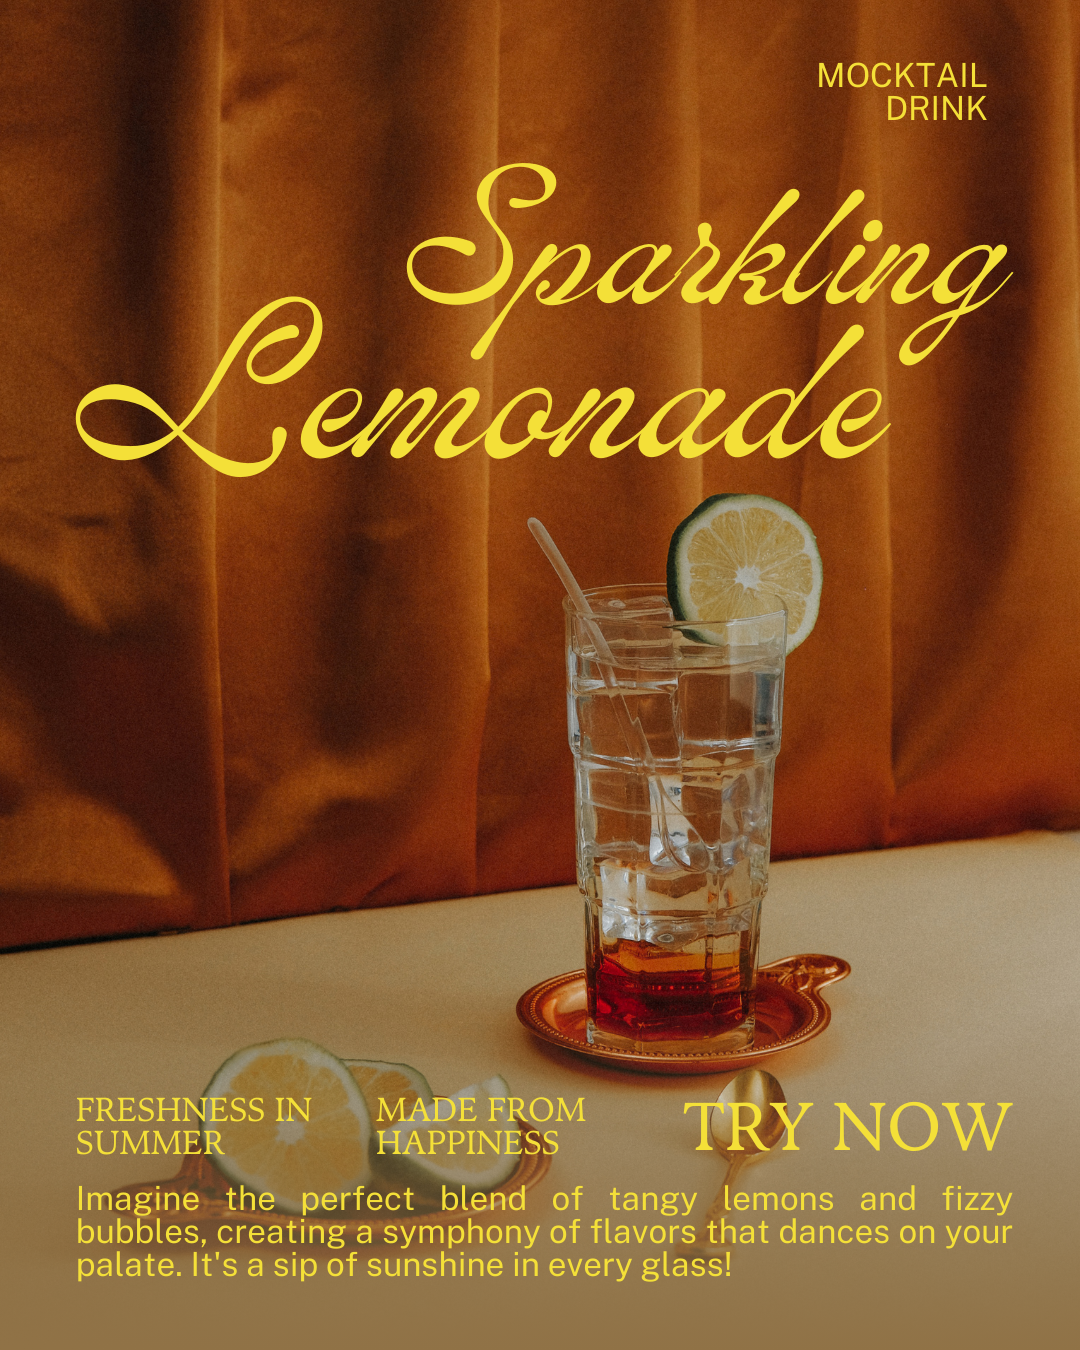 MOCKTAIL
DRINK
Sparkling
Lemonade
FRESHNESS IN
SUMMER
MADE FROM
HAPPINESS
TRY NOW
Imagine the perfect blend of tangy lemons and fizzy
bubbles, creating a symphony of flavors that dances on your
palate. It's a sip of sunshine in every glass!